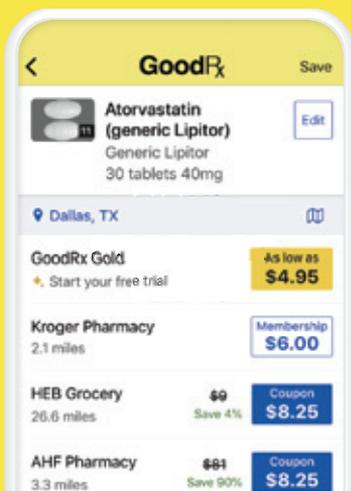 GoodRx
Save
Atorvastatin
(generic Lipitor)
Edit
11
Generic Lipitor
30 tablets 40mg
Dallas, TX
GoodRx Gold
As low as
$4.95
Start your free trial
Kroger Pharmacy
Membership
$6.00
2.1 miles
HEB Grocery
$9
Coupon
$8.25
26.6 miles
Save 4%
AHF Pharmacy
$81
Coupon
$8.25
3.3 miles
Save 90%